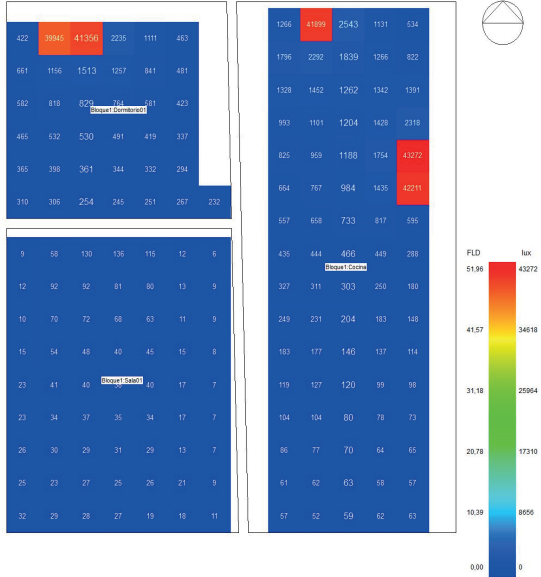 422 39945 41356 2235 1111 463
661 1156 1513 1257 841 481
582 818 829 764 581 423
Bloque1:Dormitorio01
465 532 530 491 419 337
365 398 361 344 332 294
310 306 254 245 251 267 232
9 58 130 136 115 12 6
12 92 92 81 80 13 9
10 70 72 68 63 11 9
15 54 48 40 45 15 8
23 41 40 40 17 7
Bloque1:Sala01
23 34 37 35 34 17 7
26 30 29 31 29 13 7
25 23 27 25 26 21 9
32 29 28 27 19 18 11
1266 41899 2543 1131 534
1796 2292 1839 1266 822
1328 1452 1262 1342 1391
993 1101 1204 1428 2318
825 959 1188 1754 43272
664 767 984 1435 42211
557 658 733 817 595
435 444 466 449 288
Bloque1:Cocina
327 311 303 250 180
249 231 204 183 148
183 177 146 137 114
119 127 120 99 98
104 104 80 78 73
86 77 70 64 65
61 62 63 58 57
57 52 59 62 63
FLD lux
51,96 43272
41,57 34618
31,18 25964
20,78 17310
10,39 8656
0,00 0